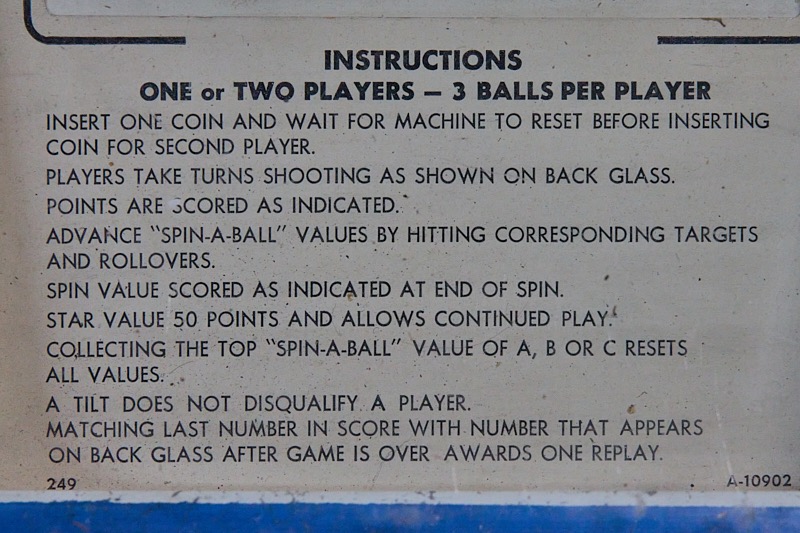 INSTRUCTIONS
ONE or TWO PLAYERS — 3 BALLS PER PLAYER
INSERT ONE COIN AND WAIT FOR MACHINE TO RESET BEFORE INSERTING
COIN FOR SECOND PLAYER.
PLAYERS TAKE TURNS SHOOTING AS SHOWN ON BACK GLASS.
POINTS ARE SCORED AS INDICATED.
ADVANCE "SPIN-A-BALL" VALUES BY HITTING CORRESPONDING TARGETS
AND ROLLOVERS.
SPIN VALUE SCORED AS INDICATED AT END OF SPIN.
STAR VALUE 50 POINTS AND ALLOWS CONTINUED PLAY.
COLLECTING THE TOP "SPIN-A-BALL" VALUE OF A, B OR C RESETS
ALL VALUES.
A TILT DOES NOT DISQUALIFY A PLAYER.
MATCHING LAST NUMBER IN SCORE WITH NUMBER THAT APPEARS
ON BACK GLASS AFTER GAME IS OVER AWARDS ONE REPLAY.
249 A-10902